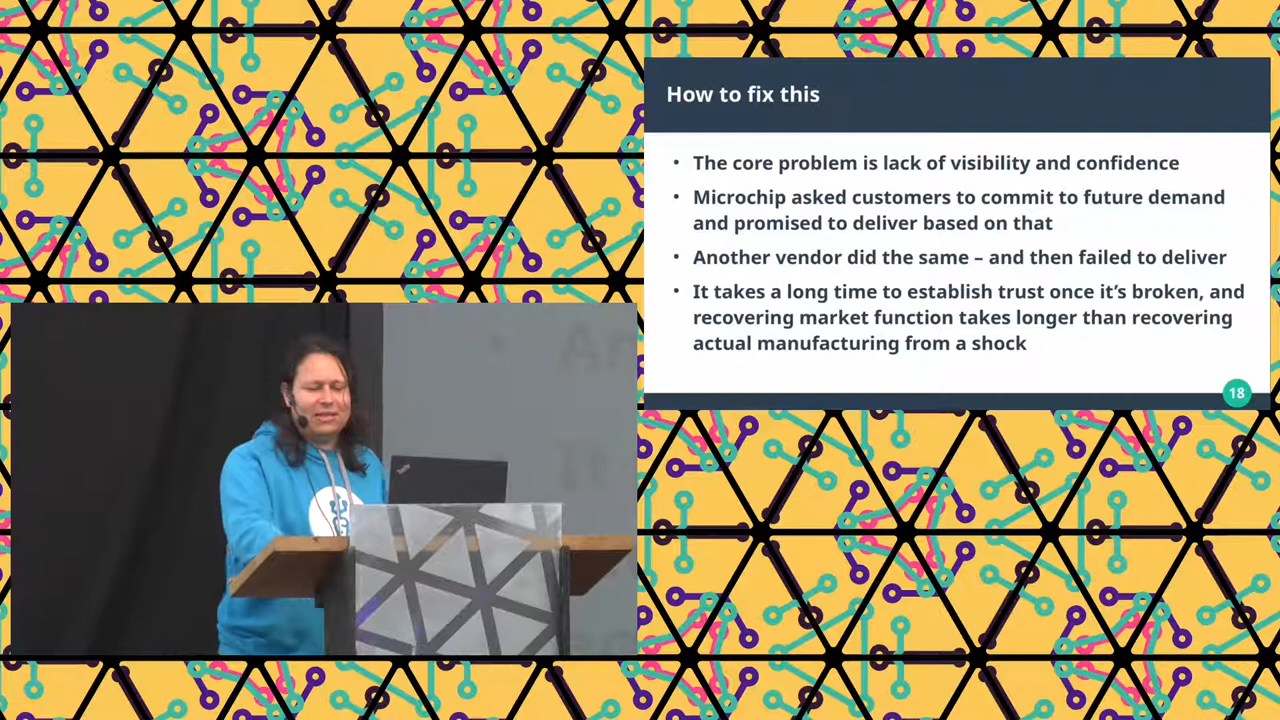 How to fix this
• The core problem is lack of visibility and confidence
• Microchip asked customers to commit to future demand
and promised to deliver based on that
• Another vendor did the same – and then failed to deliver
• It takes a long time to establish trust once it's broken, and
recovering market function takes longer than recovering
actual manufacturing from a shock
18
An
It